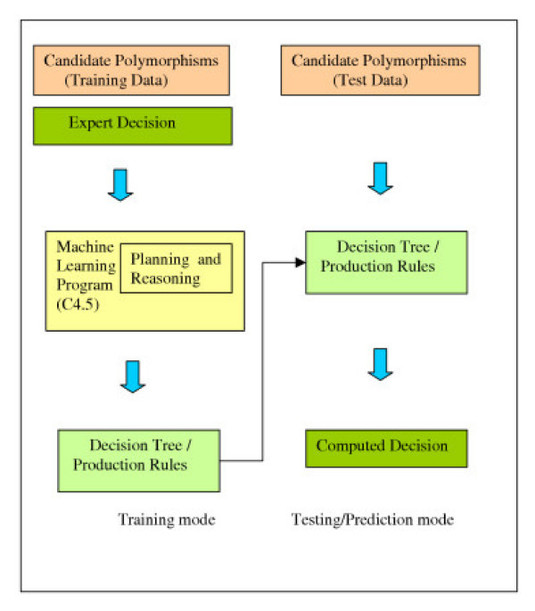 Candidate Polymorphisms
(Training Data)
Expert Decision
Machine
Learning
Program
(C4.5)
Planning and
Reasoning
Decision Tree /
Production Rules
Training mode
Candidate Polymorphisms
(Test Data)
Decision Tree /
Production Rules
Computed Decision
Testing/Prediction mode